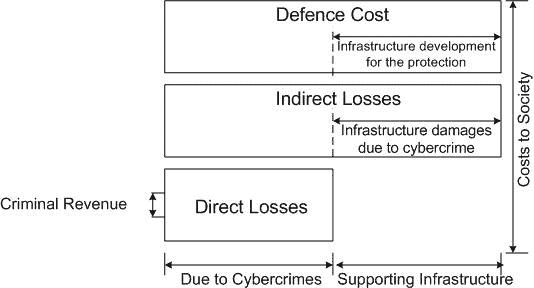 Defence Cost
Infrastructure development
for the protection
Indirect Losses
Infrastructure damages
due to cybercrime
Costs to Society
Criminal Revenue
Direct Losses
Due to Cybercrimes
Supporting Infrastructure